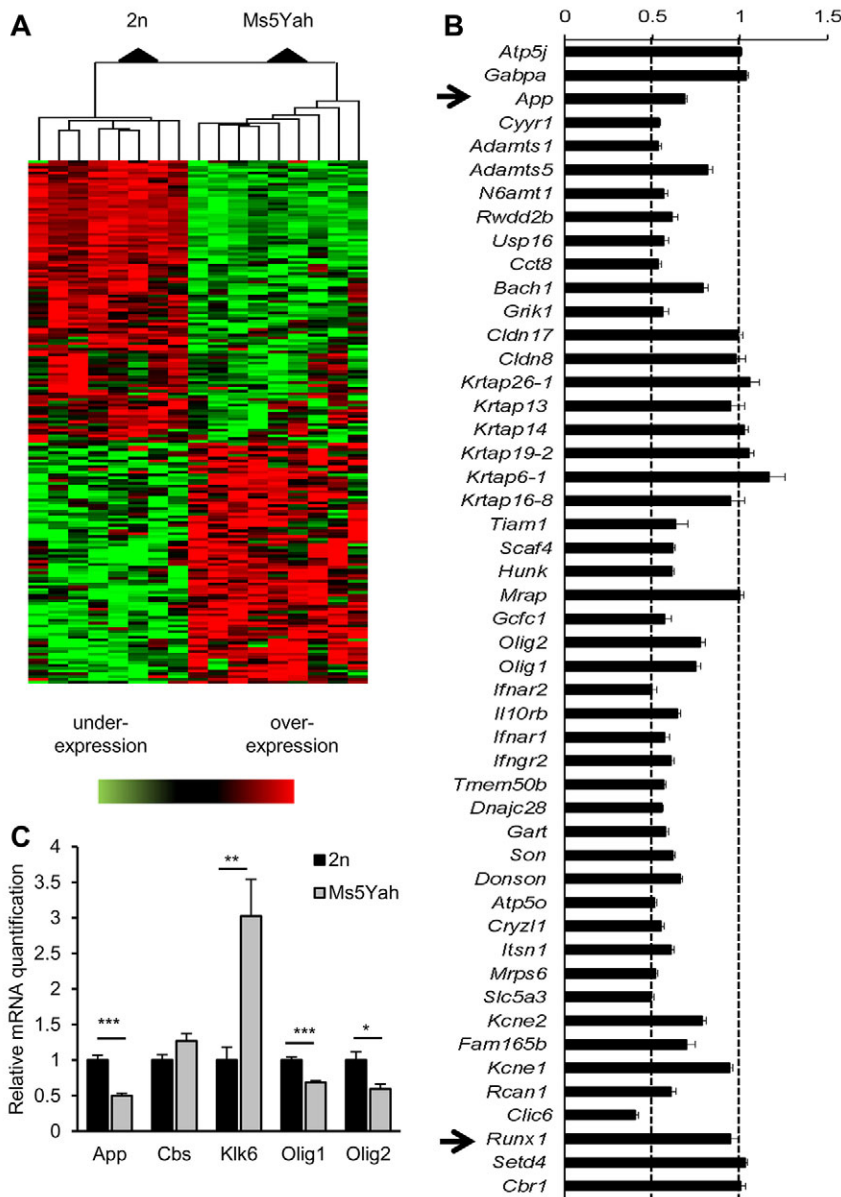 A
2n Ms5Yah
under-
expression
over-
expression
B
0 0.5 1 1.5
Atp5j
Gabpa
App
Cyyr1
Adamts1
Adamts5
N6amt1
Rwdd2b
Usp16
Cct8
Bach1
Grik1
Cldn17
Cldn8
Krtap26-1
Krtap13
Krtap14
Krtap19-2
Krtap6-1
Krtap16-8
Tiam1
Scaf4
Hunk
Mrap
Gcfc1
Olig2
Olig1
Ifnar2
Il10rb
Ifnar1
Ifngr2
Tmem50b
Dnajc28
Gart
Son
Donson
Atp5o
Cryzl1
Itsn1
Mrps6
Slc5a3
Kcne2
Fam165b
Kcne1
Rcan1
Clic6
Runx1
Setd4
Cbr1
C
Relative mRNA quantification
4
3.5
3
2.5
2
1.5
1
0.5
0
2n
Ms5Yah
***
**
***
*
App Cbs Klk6 Olig1 Olig2